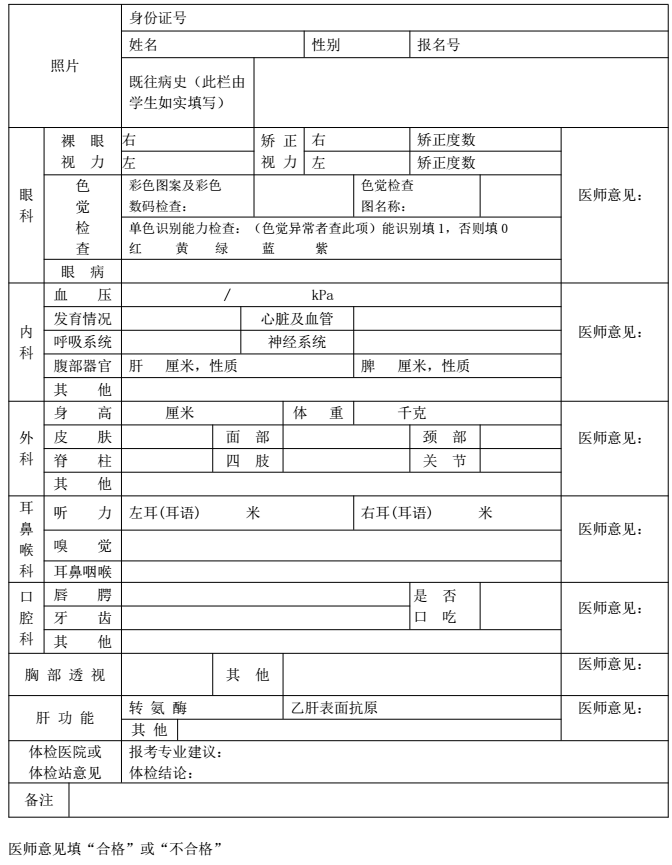 照片
身份证号
姓名 性别 报名号
既往病史（此栏由
学生如实填写）
眼科
裸眼视力
右 矫正视力 右 矫正度数
左 左 矫正度数
色觉检查
彩色图案及彩色数码检查： 色觉检查图名称：
单色识别能力检查：（色觉异常者查此项）能识别填1，否则填0
红 黄 绿 蓝 紫
眼病
医师意见：
内科
血压 / kPa
发育情况 心脏及血管
呼吸系统 神经系统
腹部器官 肝 厘米，性质 脾 厘米，性质
其他
医师意见：
外科
身高 厘米 体重 千克
皮肤 面部 颈部
脊柱 四肢 关节
其他
医师意见：
耳鼻喉科
听力 左耳(耳语) 米 右耳(耳语) 米
嗅觉
耳鼻咽喉
医师意见：
口腔科
唇腭 是否口吃
牙齿
其他
医师意见：
胸部透视 其他 医师意见：
肝功能 转氨酶 乙肝表面抗原 医师意见：
其他
体检医院或
体检站意见
报考专业建议：
体检结论：
备注
医师意见填“合格”或“不合格”